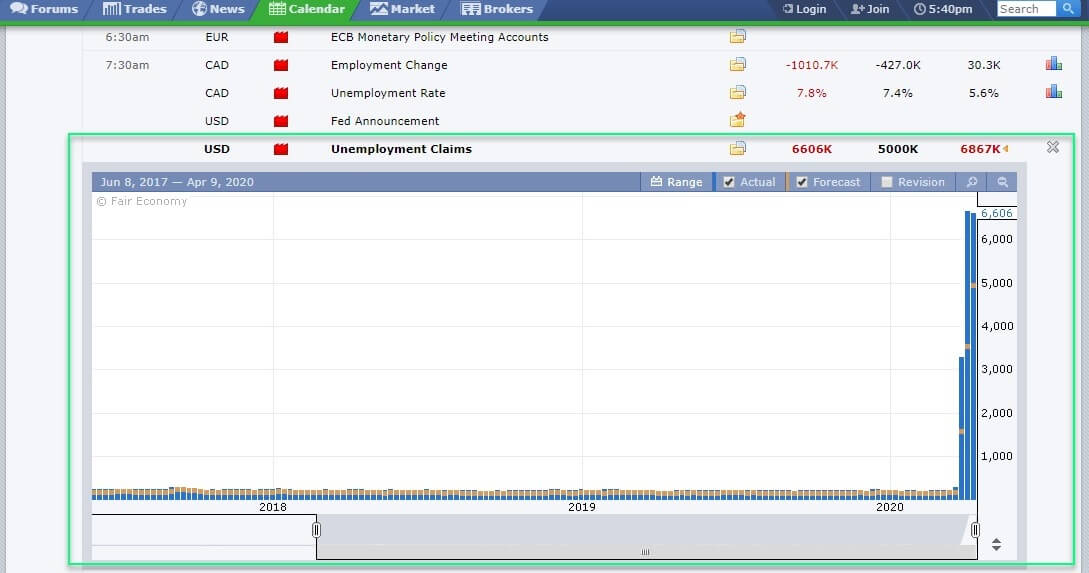 Forums Trades News Calendar Market Brokers Login Join 5:40pm Search
6:30am EUR ECB Monetary Policy Meeting Accounts
7:30am CAD Employment Change -1010.7K -427.0K 30.3K
CAD Unemployment Rate 7.8% 7.4% 5.6%
USD Fed Announcement
USD Unemployment Claims 6606K 5000K 6867K
Jun 8, 2017 — Apr 9, 2020 Range Actual Forecast Revision
© Fair Economy
6,606
6,000
5,000
4,000
3,000
2,000
1,000
2018 2019 2020